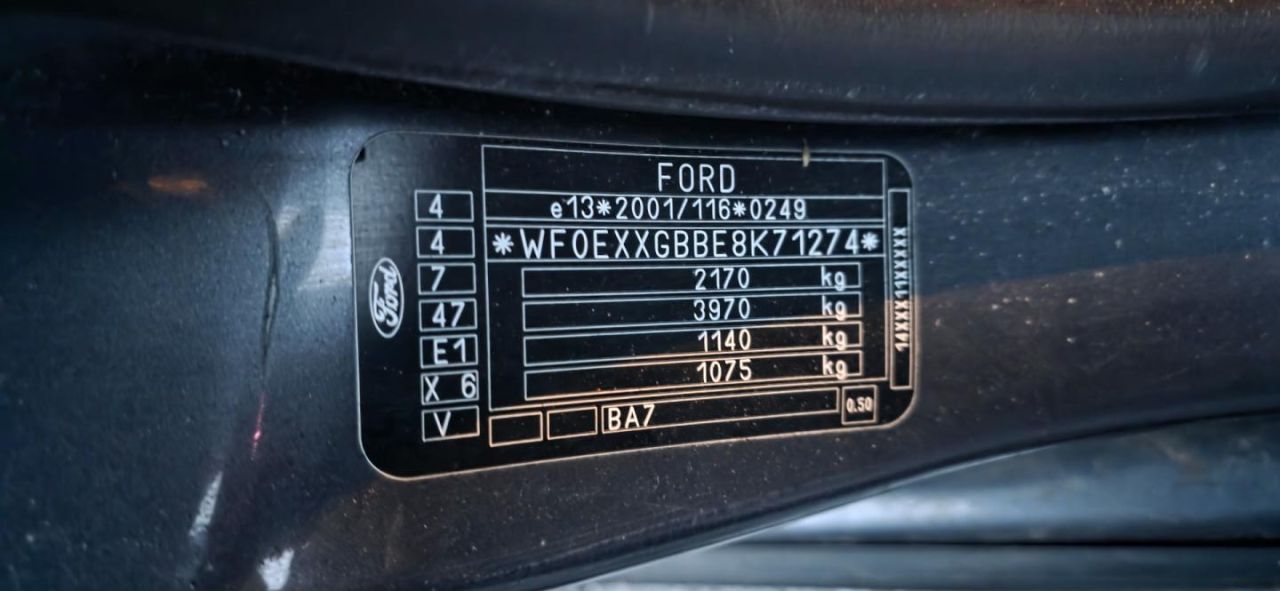 FORD
4 e13*2001/116*0249
4 *WF0EXXGBBE8K71274*
7 2170 kg
47 3970 kg
E1 1140 kg
X 6 1075 kg
V BA7 0.50
Ford
14XXX11XXXXXX